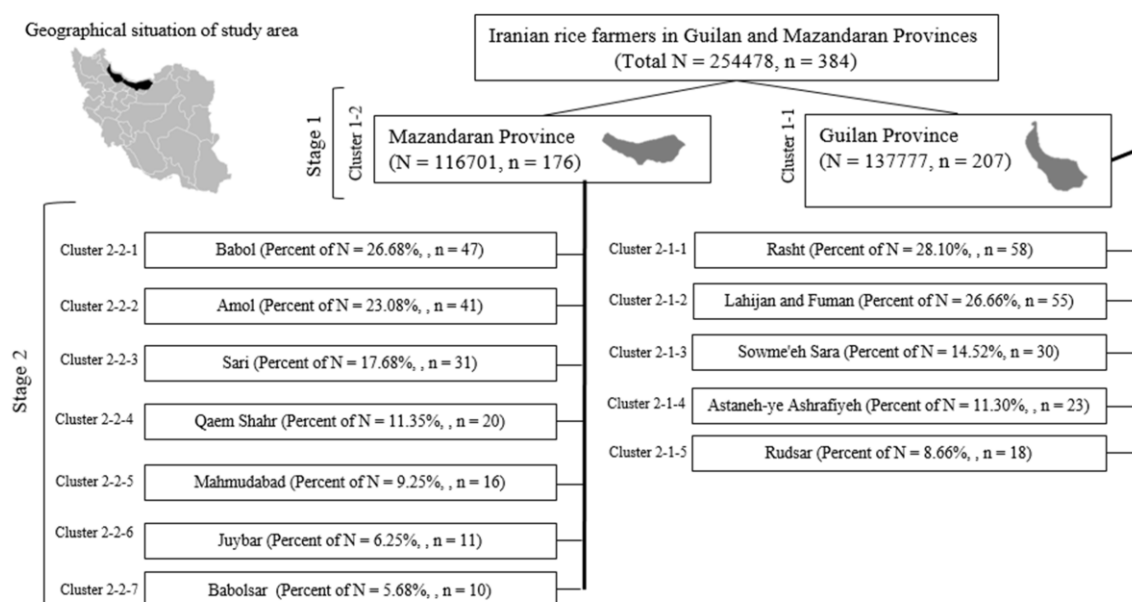 Geographical situation of study area
Iranian rice farmers in Guilan and Mazandaran Provinces
(Total N = 254478, n = 384)
Stage 1
Cluster 1-2
Mazandaran Province
(N = 116701, n = 176)
Cluster 1-1
Guilan Province
(N = 137777, n = 207)
Stage 2
Cluster 2-2-1
Babol (Percent of N = 26.68%, , n = 47)
Cluster 2-2-2
Amol (Percent of N = 23.08%, , n = 41)
Cluster 2-2-3
Sari (Percent of N = 17.68%, , n = 31)
Cluster 2-2-4
Qaem Shahr (Percent of N = 11.35%, , n = 20)
Cluster 2-2-5
Mahmudabad (Percent of N = 9.25%, , n = 16)
Cluster 2-2-6
Juybar (Percent of N = 6.25%, , n = 11)
Cluster 2-2-7
Babolsar (Percent of N = 5.68%, , n = 10)
Cluster 2-1-1
Rasht (Percent of N = 28.10%, , n = 58)
Cluster 2-1-2
Lahijan and Fuman (Percent of N = 26.66%, n = 55)
Cluster 2-1-3
Sowme'eh Sara (Percent of N = 14.52%, n = 30)
Cluster 2-1-4
Astaneh-ye Ashrafiyeh (Percent of N = 11.30%, , n = 23)
Cluster 2-1-5
Rudsar (Percent of N = 8.66%, , n = 18)